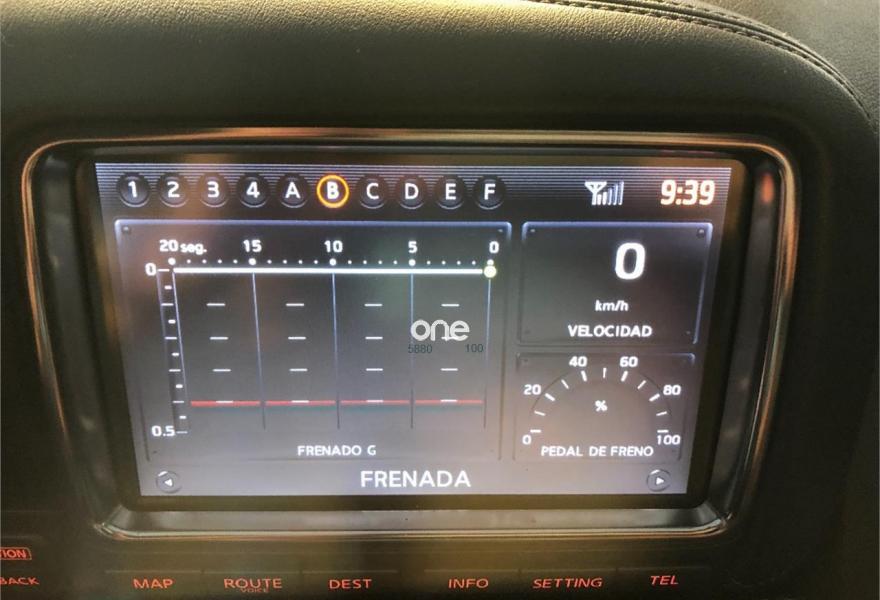 1 2 3 4 A B C D E F 9:39
20 seg. 15 10 5 0
0
0
km/h
VELOCIDAD
one
5880 100
40 60
20 80
%
0 100
0.5
FRENADO G
PEDAL DE FRENO
FRENADA
TION
BACK
MAP ROUTE DEST INFO SETTING TEL
VOICE